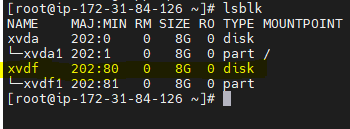 [root@ip-172-31-84-126 ~]# lsblk
NAME    MAJ:MIN RM SIZE RO TYPE MOUNTPOINT
xvda    202:0    0   8G  0 disk
└─xvda1 202:1    0   8G  0 part /
xvdf    202:80   0   8G  0 disk
└─xvdf1 202:81   0   8G  0 part
[root@ip-172-31-84-126 ~]#